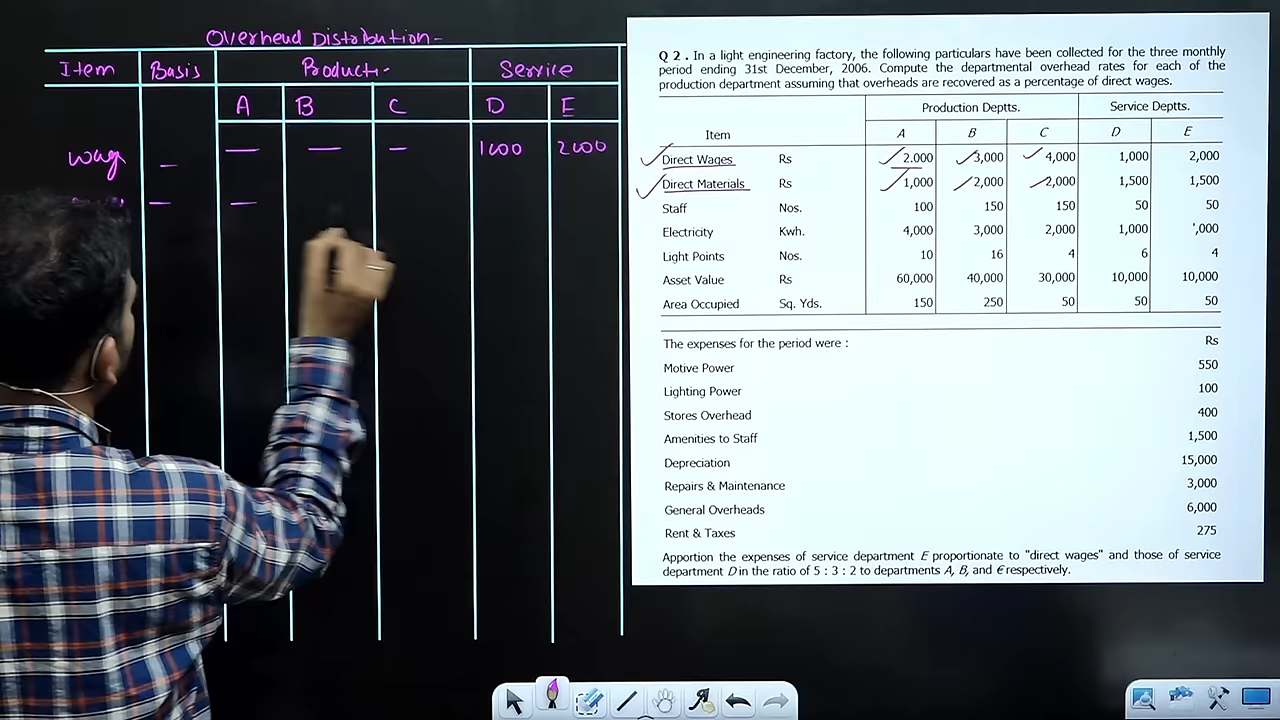 Overhead Distribution-
Item Basis Producti- Service
A B C D E
wage — — — — 1000 2000
— —
Q 2 . In a light engineering factory, the following particulars have been collected for the three monthly
period ending 31st December, 2006. Compute the departmental overhead rates for each of the
production department assuming that overheads are recovered as a percentage of direct wages.
Production Deptts. Service Deptts.
Item A B C D E
Direct Wages Rs 2.000 3,000 4,000 1,000 2,000
Direct Materials Rs 1,000 2,000 2,000 1,500 1,500
Staff Nos. 100 150 150 50 50
Electricity Kwh. 4,000 3,000 2,000 1,000 ',000
Light Points Nos. 10 16 4 6 4
Asset Value Rs 60,000 40,000 30,000 10,000 10,000
Area Occupied Sq. Yds. 150 250 50 50 50
The expenses for the period were : Rs
Motive Power 550
Lighting Power 100
Stores Overhead 400
Amenities to Staff 1,500
Depreciation 15,000
Repairs & Maintenance 3,000
General Overheads 6,000
Rent & Taxes 275
Apportion the expenses of service department E proportionate to "direct wages" and those of service
department D in the ratio of 5 : 3 : 2 to departments A, B, and € respectively.